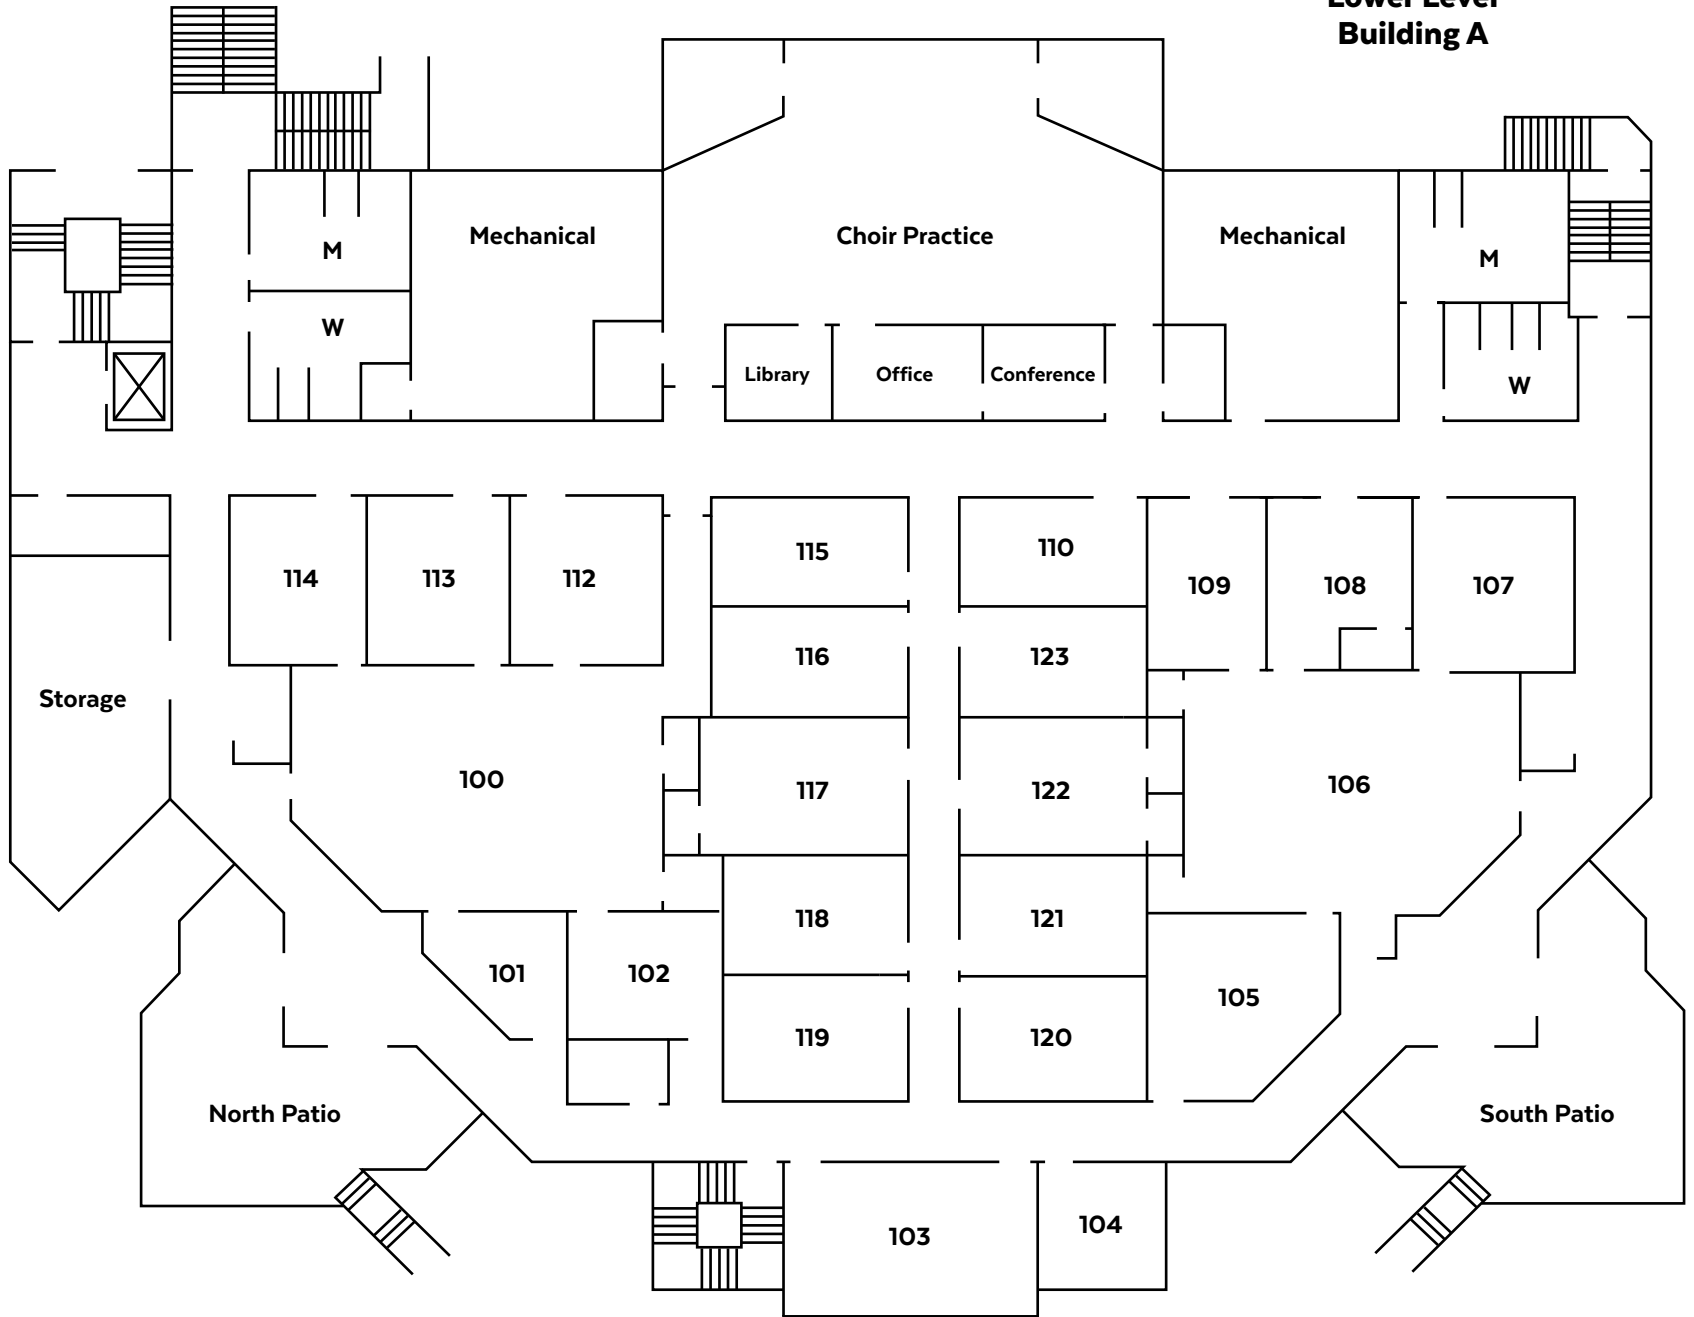 Lower Level
Building A
Mechanical
Choir Practice
Mechanical
M
M
W
Library
Office
Conference
W
114
113
112
115
110
109
108
107
116
123
Storage
100
117
122
106
118
121
101
102
105
119
120
North Patio
South Patio
103
104